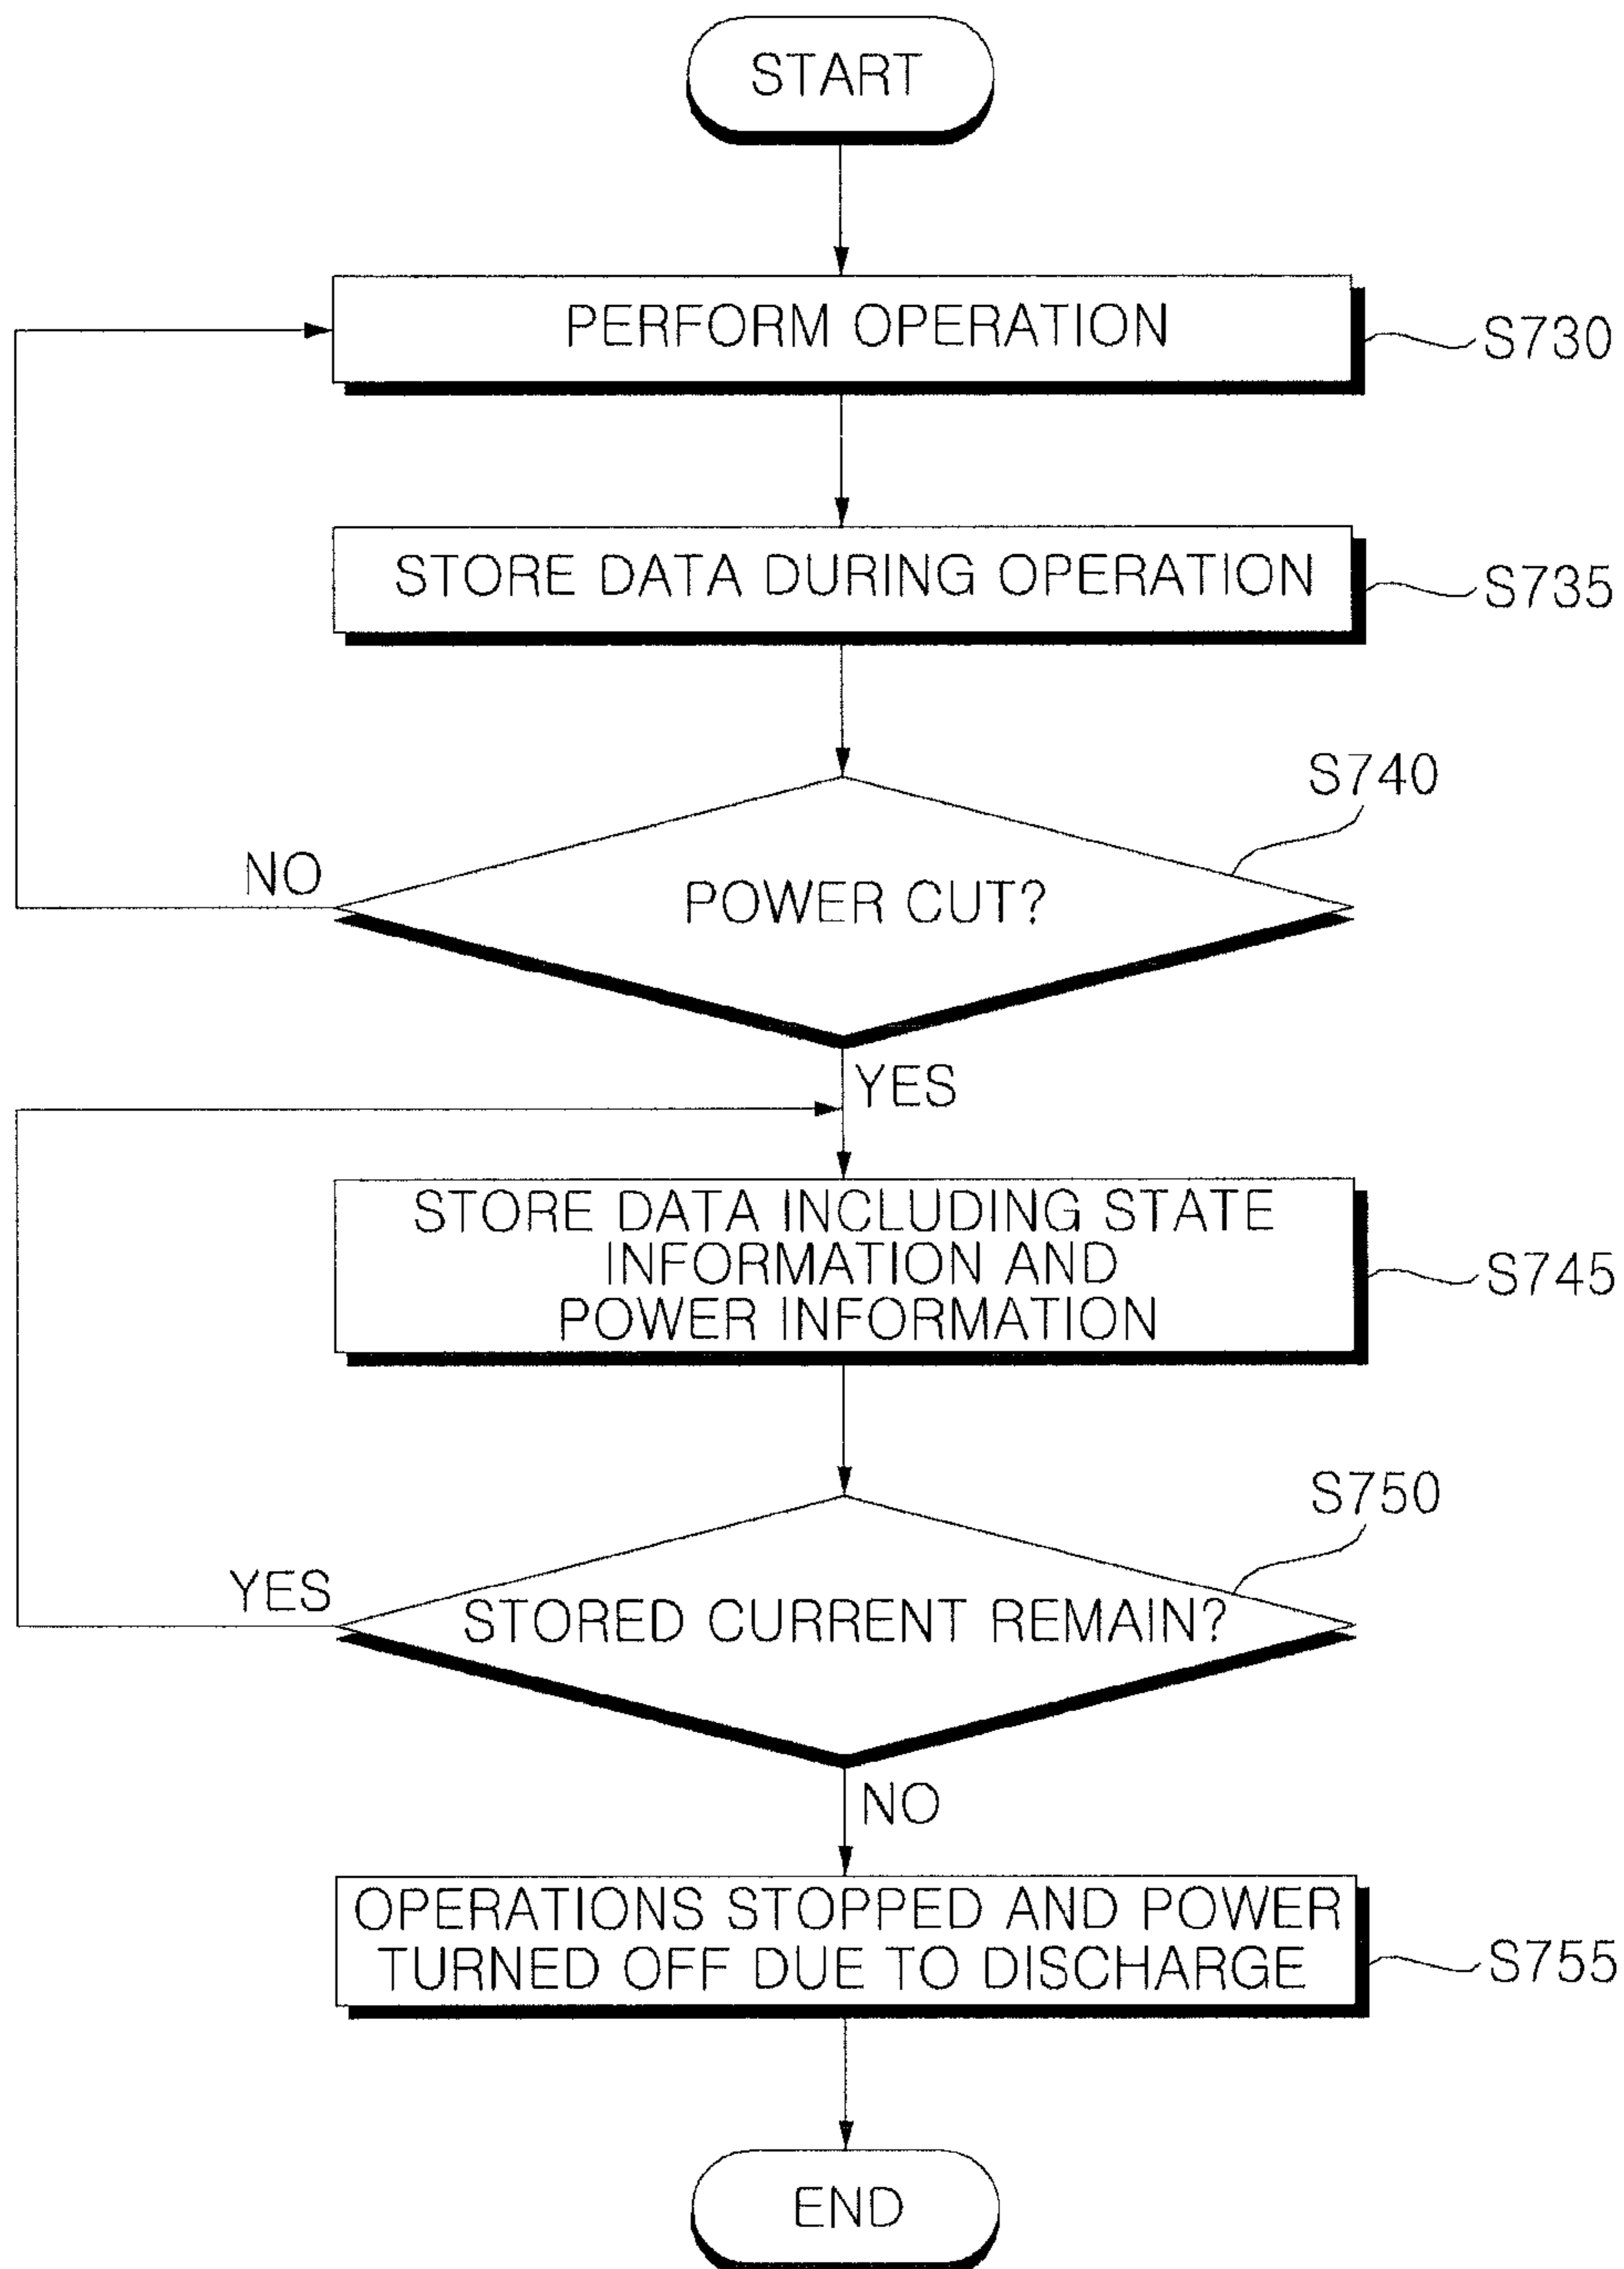 START
PERFORM OPERATION
S730
STORE DATA DURING OPERATION
S735
S740
NO
POWER CUT?
YES
STORE DATA INCLUDING STATE
INFORMATION AND
POWER INFORMATION
S745
S750
YES
STORED CURRENT REMAIN?
NO
OPERATIONS STOPPED AND POWER
TURNED OFF DUE TO DISCHARGE
S755
END